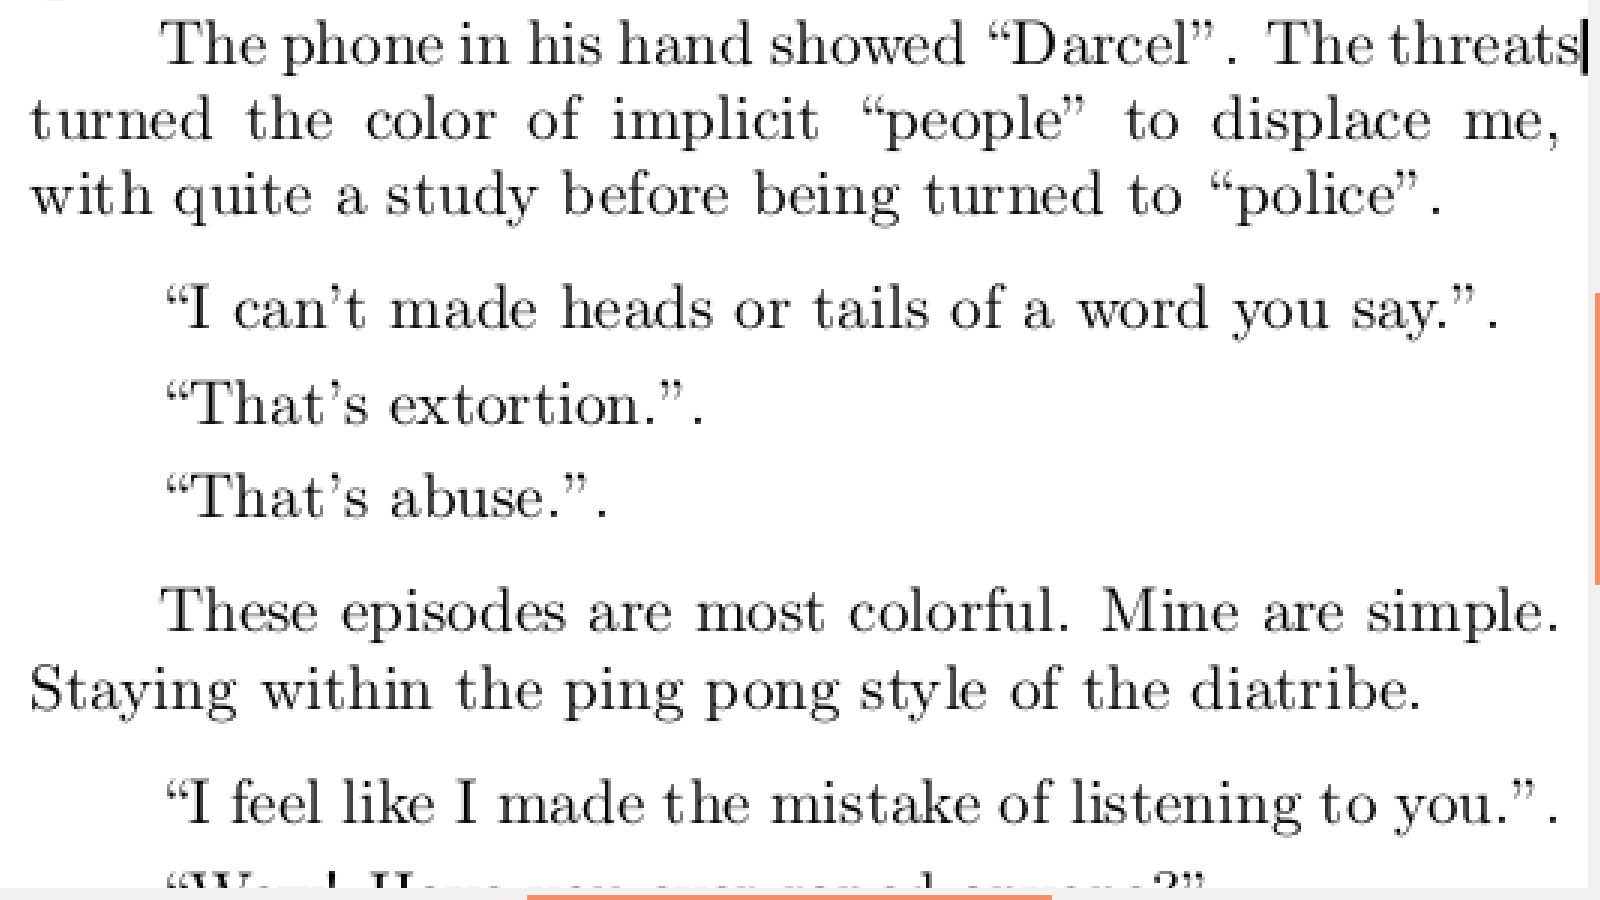 The phone in his hand showed “Darcel”. The threats
turned the color of implicit “people” to displace me,
with quite a study before being turned to “police”.
“I can’t made heads or tails of a word you say.”.
“That’s extortion.”.
“That’s abuse.”.
These episodes are most colorful. Mine are simple.
Staying within the ping pong style of the diatribe.
“I feel like I made the mistake of listening to you.”.